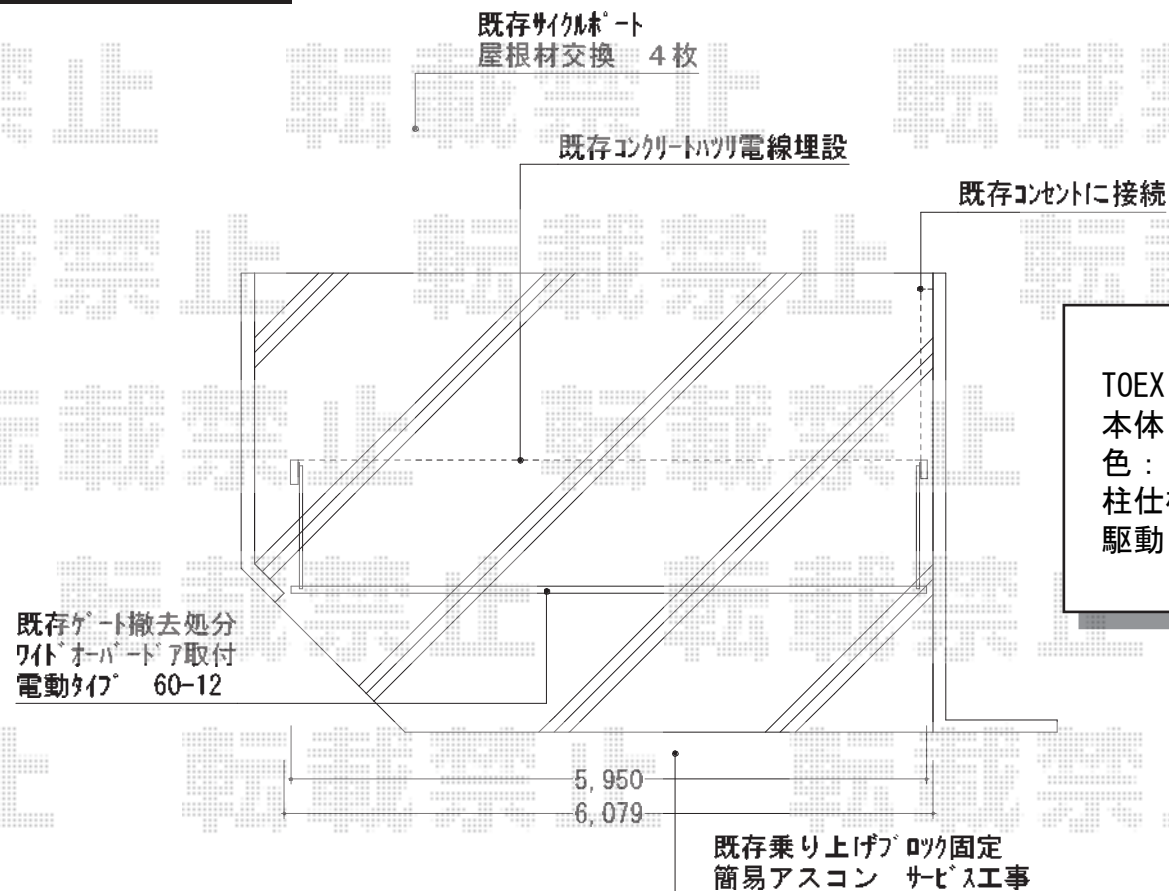 既存サイクルポート
屋根材交換　4枚
既存コンクリートハツリ電線埋設
既存コンセントに接続
TOEX
本体
色：
柱仕様
駆動
既存ゲート撤去処分
ワイドオーバードア取付
電動タイプ　60-12
5,950
6,079
既存乗り上げブロック固定
簡易アスコン　サービス工事
転載禁止